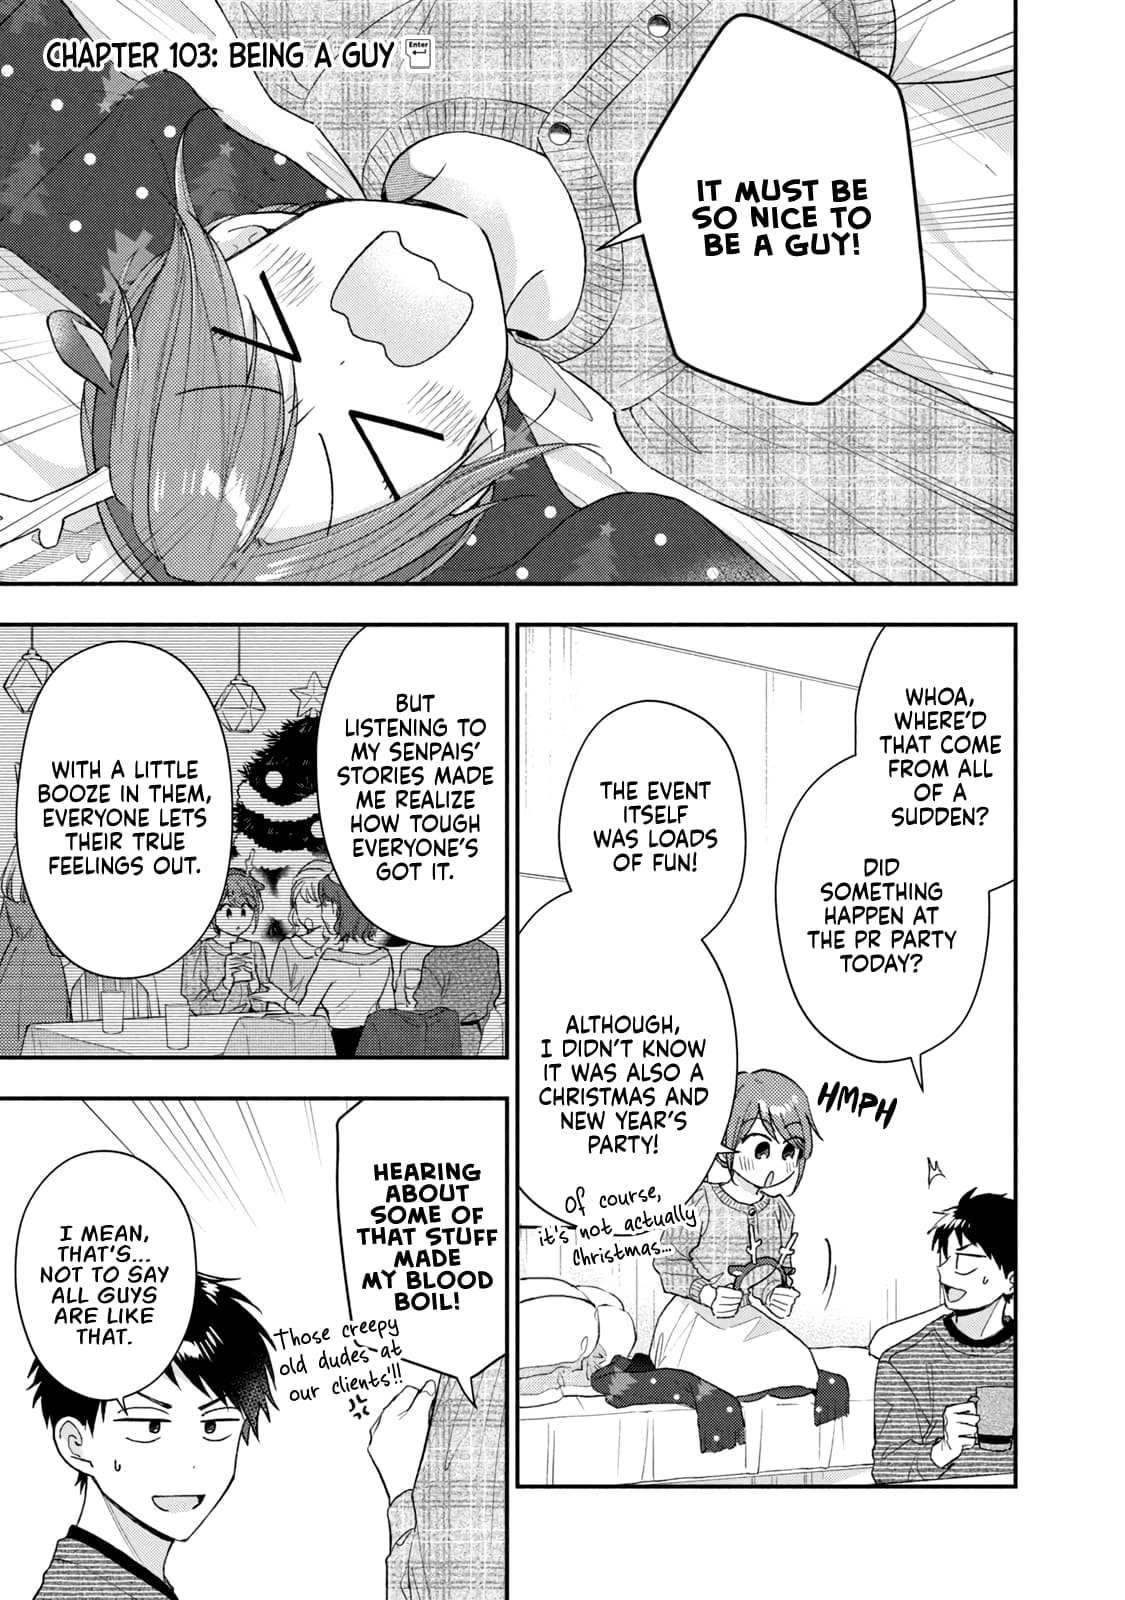 CHAPTER 103: BEING A GUY Enter
IT MUST BE
SO NICE TO
BE A GUY!
WHOA,
WHERE'D
THAT COME
FROM ALL
OF A
SUDDEN?
DID
SOMETHING
HAPPEN AT
THE PR PARTY
TODAY?
THE EVENT
ITSELF
WAS LOADS
OF FUN!
ALTHOUGH,
I DIDN'T KNOW
IT WAS ALSO A
CHRISTMAS AND
NEW YEAR'S
PARTY!
Of course,
it's not actually
Christmas...
HMPH
BUT
LISTENING TO
MY SENPAIS'
STORIES MADE
ME REALIZE
HOW TOUGH
EVERYONE'S
GOT IT.
WITH A LITTLE
BOOZE IN THEM,
EVERYONE LETS
THEIR TRUE
FEELINGS OUT.
HEARING
ABOUT
SOME OF
THAT STUFF
MADE
MY BLOOD
BOIL!
Those creepy
old dudes at
our clients'!!
I MEAN,
THAT'S...
NOT TO SAY
ALL GUYS
ARE LIKE
THAT.